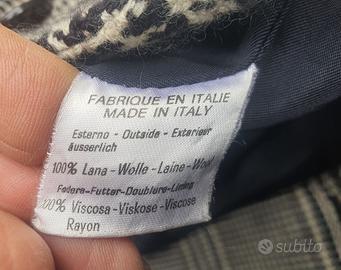 FABRIQUE EN ITALIE
MADE IN ITALY
Esterno - Outside - Exterieur
äusserlich
100% Lana - Wolle - Laine - Wool
Federa - Futter - Doublure - Lining
100% Viscosa - Viskose - Viscose
Rayon
subito